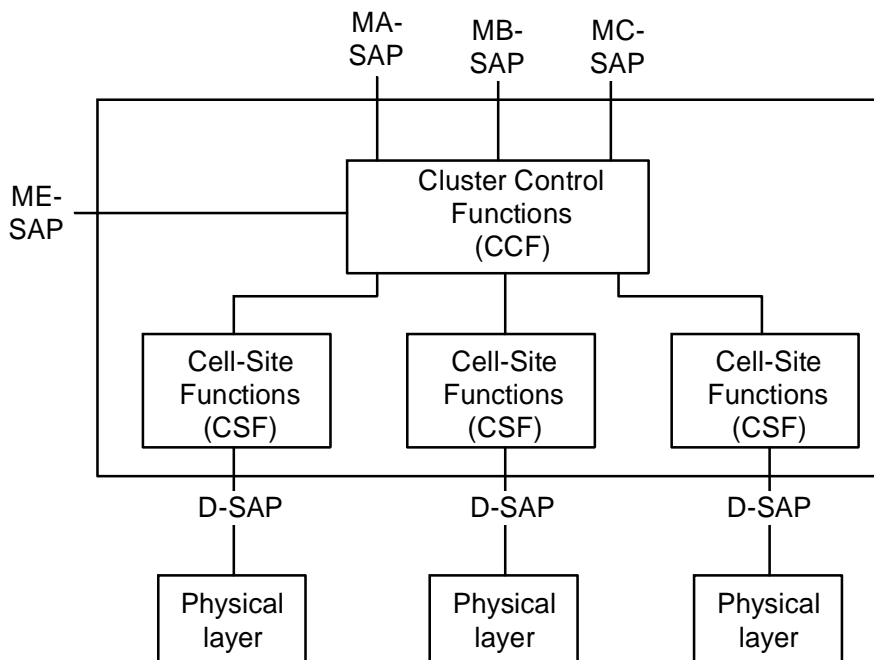 MA-
SAP
MB-
SAP
MC-
SAP
ME-
SAP
Cluster Control
Functions
(CCF)
Cell-Site
Functions
(CSF)
Cell-Site
Functions
(CSF)
Cell-Site
Functions
(CSF)
D-SAP
D-SAP
D-SAP
Physical
layer
Physical
layer
Physical
layer